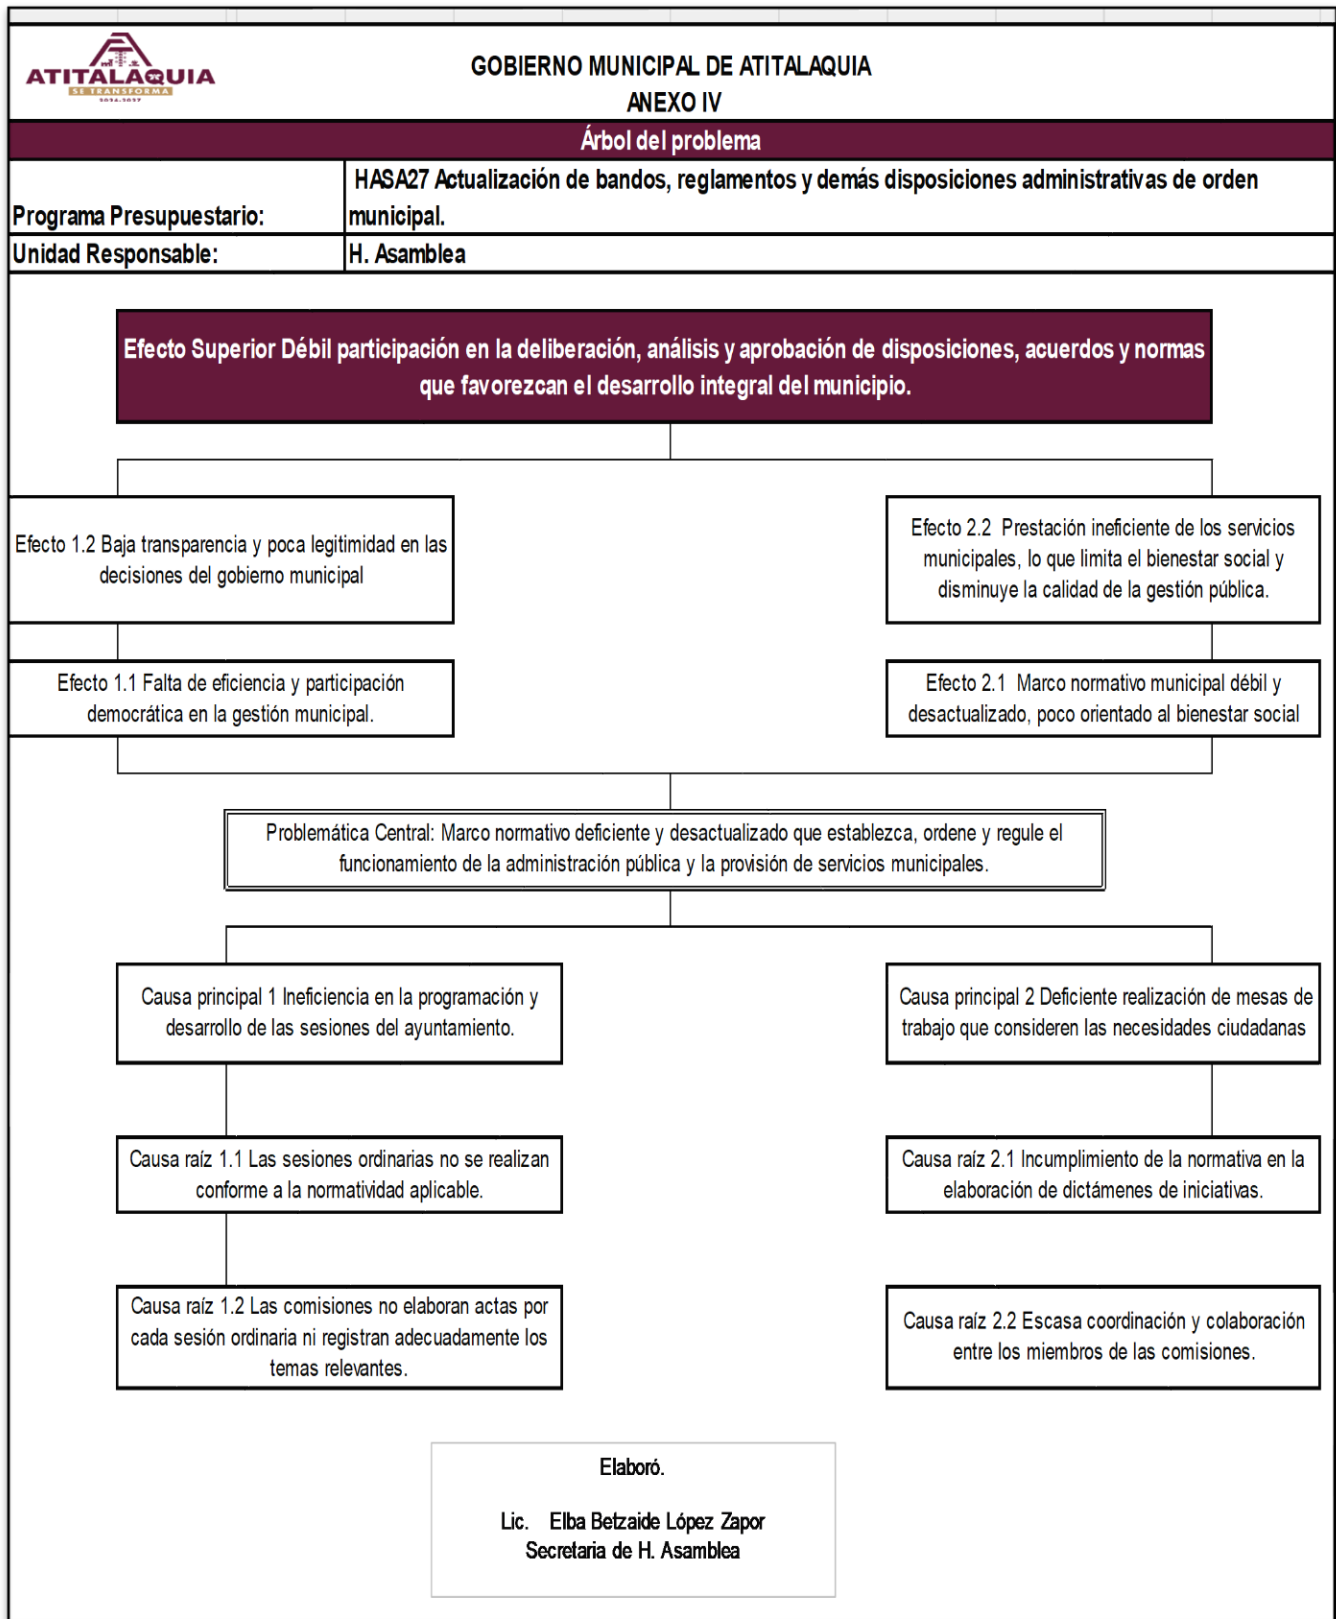 ATITALAQUIA
SE TRANSFORMA
2024-2027
GOBIERNO MUNICIPAL DE ATITALAQUIA
ANEXO IV
Árbol del problema
Programa Presupuestario:
HASA27 Actualización de bandos, reglamentos y demás disposiciones administrativas de orden
municipal.
Unidad Responsable:
H. Asamblea
Efecto Superior Débil participación en la deliberación, análisis y aprobación de disposiciones, acuerdos y normas
que favorezcan el desarrollo integral del municipio.
Efecto 1.2 Baja transparencia y poca legitimidad en las
decisiones del gobierno municipal
Efecto 2.2 Prestación ineficiente de los servicios
municipales, lo que limita el bienestar social y
disminuye la calidad de la gestión pública.
Efecto 1.1 Falta de eficiencia y participación
democrática en la gestión municipal.
Efecto 2.1 Marco normativo municipal débil y
desactualizado, poco orientado al bienestar social
Problemática Central: Marco normativo deficiente y desactualizado que establezca, ordene y regule el
funcionamiento de la administración pública y la provisión de servicios municipales.
Causa principal 1 Ineficiencia en la programación y
desarrollo de las sesiones del ayuntamiento.
Causa principal 2 Deficiente realización de mesas de
trabajo que consideren las necesidades ciudadanas
Causa raíz 1.1 Las sesiones ordinarias no se realizan
conforme a la normatividad aplicable.
Causa raíz 2.1 Incumplimiento de la normativa en la
elaboración de dictámenes de iniciativas.
Causa raíz 1.2 Las comisiones no elaboran actas por
cada sesión ordinaria ni registran adecuadamente los
temas relevantes.
Causa raíz 2.2 Escasa coordinación y colaboración
entre los miembros de las comisiones.
Elaboró.
Lic. Elba Betzaide López Zapor
Secretaria de H. Asamblea